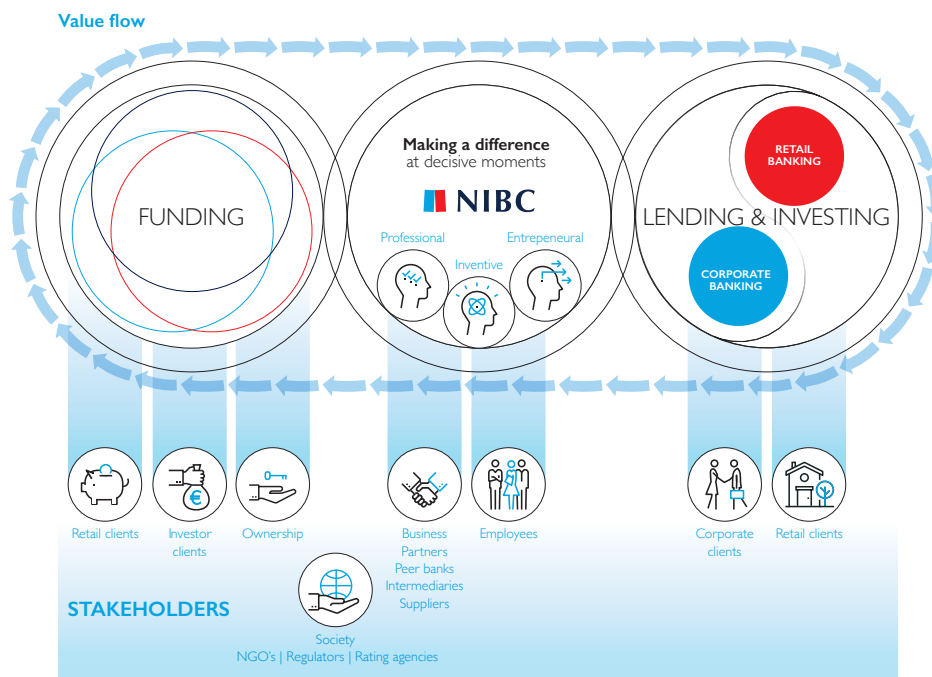 Value flow
FUNDING
Making a difference
at decisive moments
NIBC
Professional
Inventive
Entrepeneural
RETAIL
BANKING
LENDING & INVESTING
CORPORATE
BANKING
€
Retail clients
Investor
clients
Ownership
Business
Partners
Peer banks
Intermediaries
Suppliers
Employees
Corporate
clients
Retail clients
STAKEHOLDERS
Society
NGO's | Regulators | Rating agencies